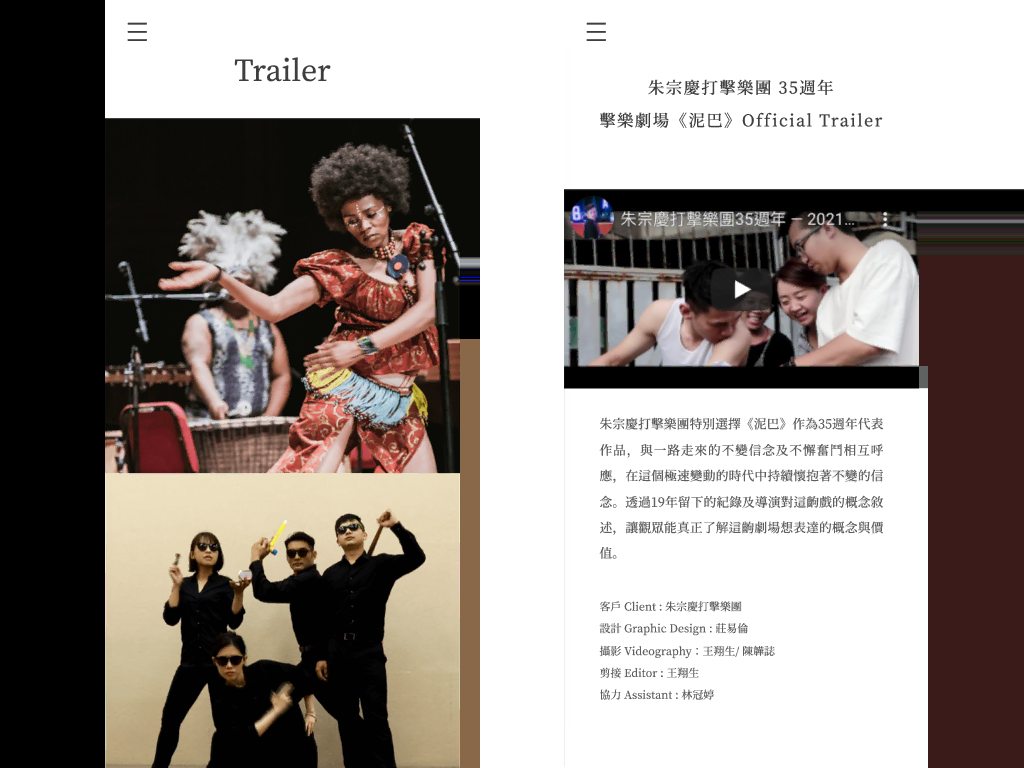 Trailer
朱宗慶打擊樂團 35週年
擊樂劇場《泥巴》Official Trailer
朱宗慶打擊樂團35週年 – 2021...
朱宗慶打擊樂團特別選擇《泥巴》作為35週年代表
作品，與一路走來的不變信念及不懈奮鬥相互呼
應，在這個極速變動的時代中持續懷抱著不變的信
念。透過19年留下的紀錄及導演對這齣戲的概念敘
述，讓觀眾能真正了解這齣劇場想表達的概念與價
值。
客戶 Client : 朱宗慶打擊樂團
設計 Graphic Design : 莊易倫
攝影 Videography：王翔生/ 陳韡誌
剪接 Editor : 王翔生
協力 Assistant : 林冠婷